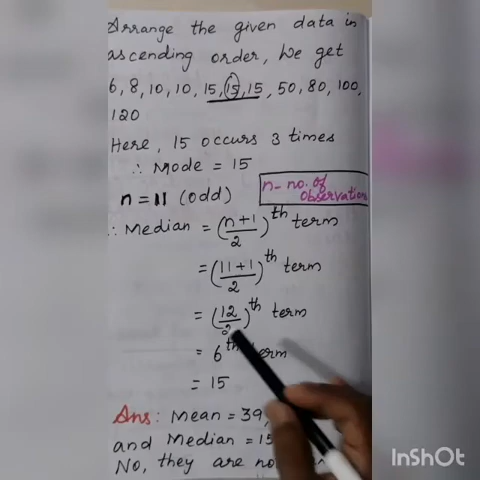 Arrange the given data in
ascending order, We get
6, 8, 10, 10, 15, 15, 15, 50, 80, 100,
120
Here, 15 occurs 3 times
∴ Mode = 15
n = 11 (odd)
n - no. of
observations
∴ Median = (n+1/2)th term
= (11+1/2)th term
= (12/2)th term
= 6th term
= 15
Ans: Mean = 39,
and Median = 15
No, they are not
InShOt